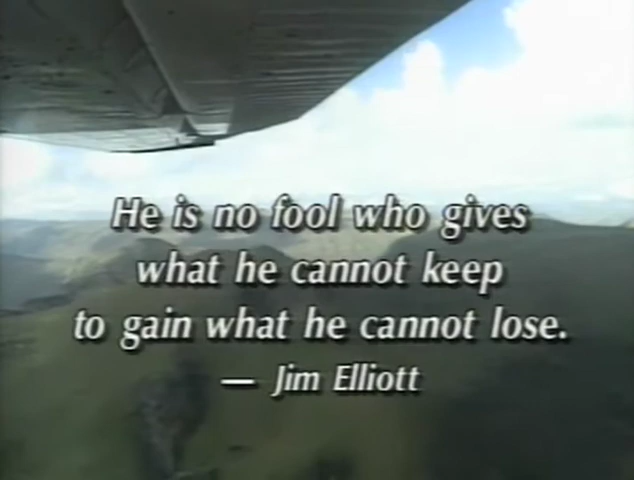 He is no fool who gives
what he cannot keep
to gain what he cannot lose.
— Jim Elliott